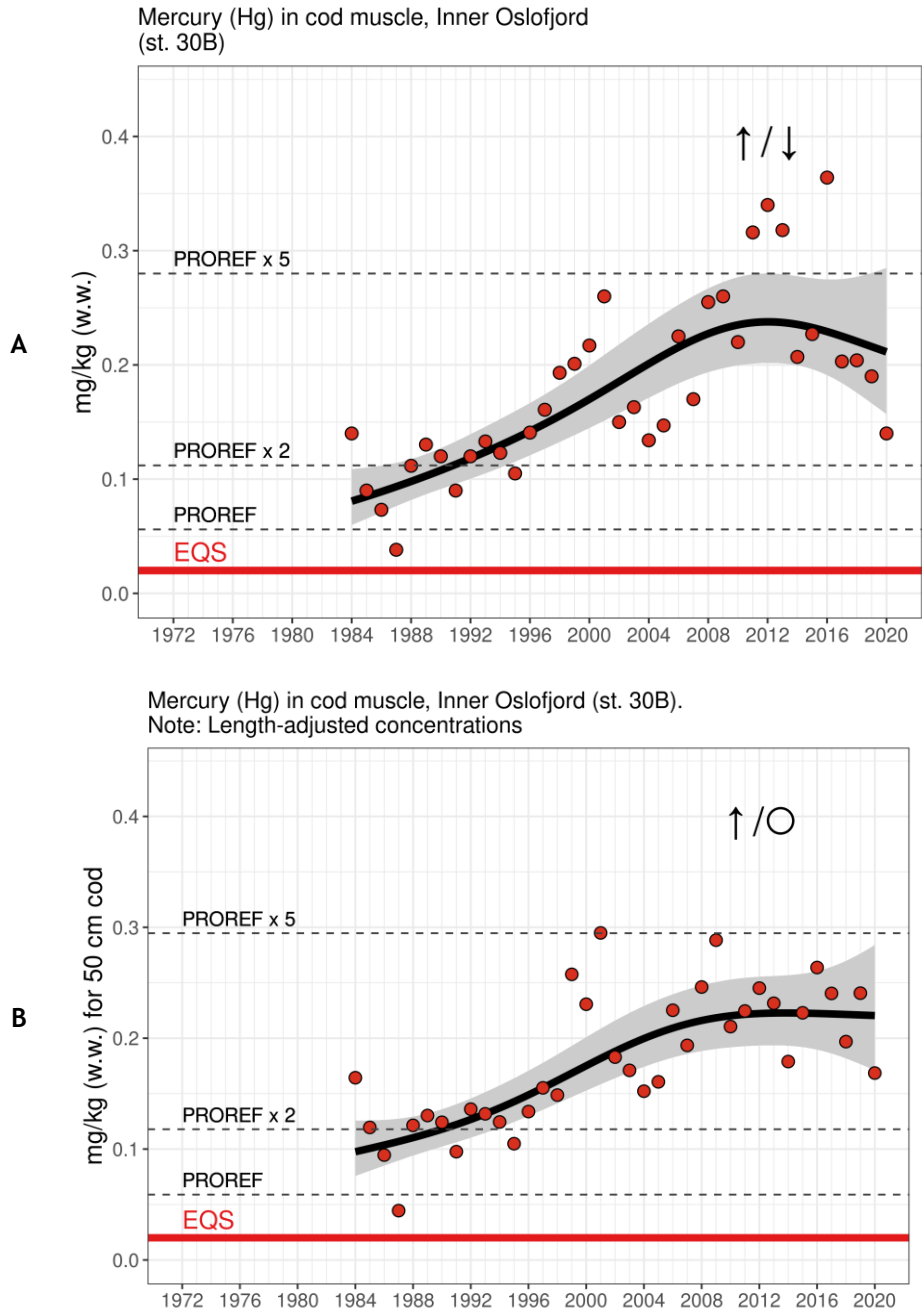 Mercury (Hg) in cod muscle, Inner Oslofjord
(st. 30B)
A
mg/kg (w.w.)
0.4
0.3
0.2
0.1
0.0
↑ / ↓
PROREF x 5
PROREF x 2
PROREF
EQS
1972 1976 1980 1984 1988 1992 1996 2000 2004 2008 2012 2016 2020
Mercury (Hg) in cod muscle, Inner Oslofjord (st. 30B).
Note: Length-adjusted concentrations
B
mg/kg (w.w.) for 50 cm cod
0.4
0.3
0.2
0.1
0.0
↑ /○
PROREF x 5
PROREF x 2
PROREF
EQS
1972 1976 1980 1984 1988 1992 1996 2000 2004 2008 2012 2016 2020